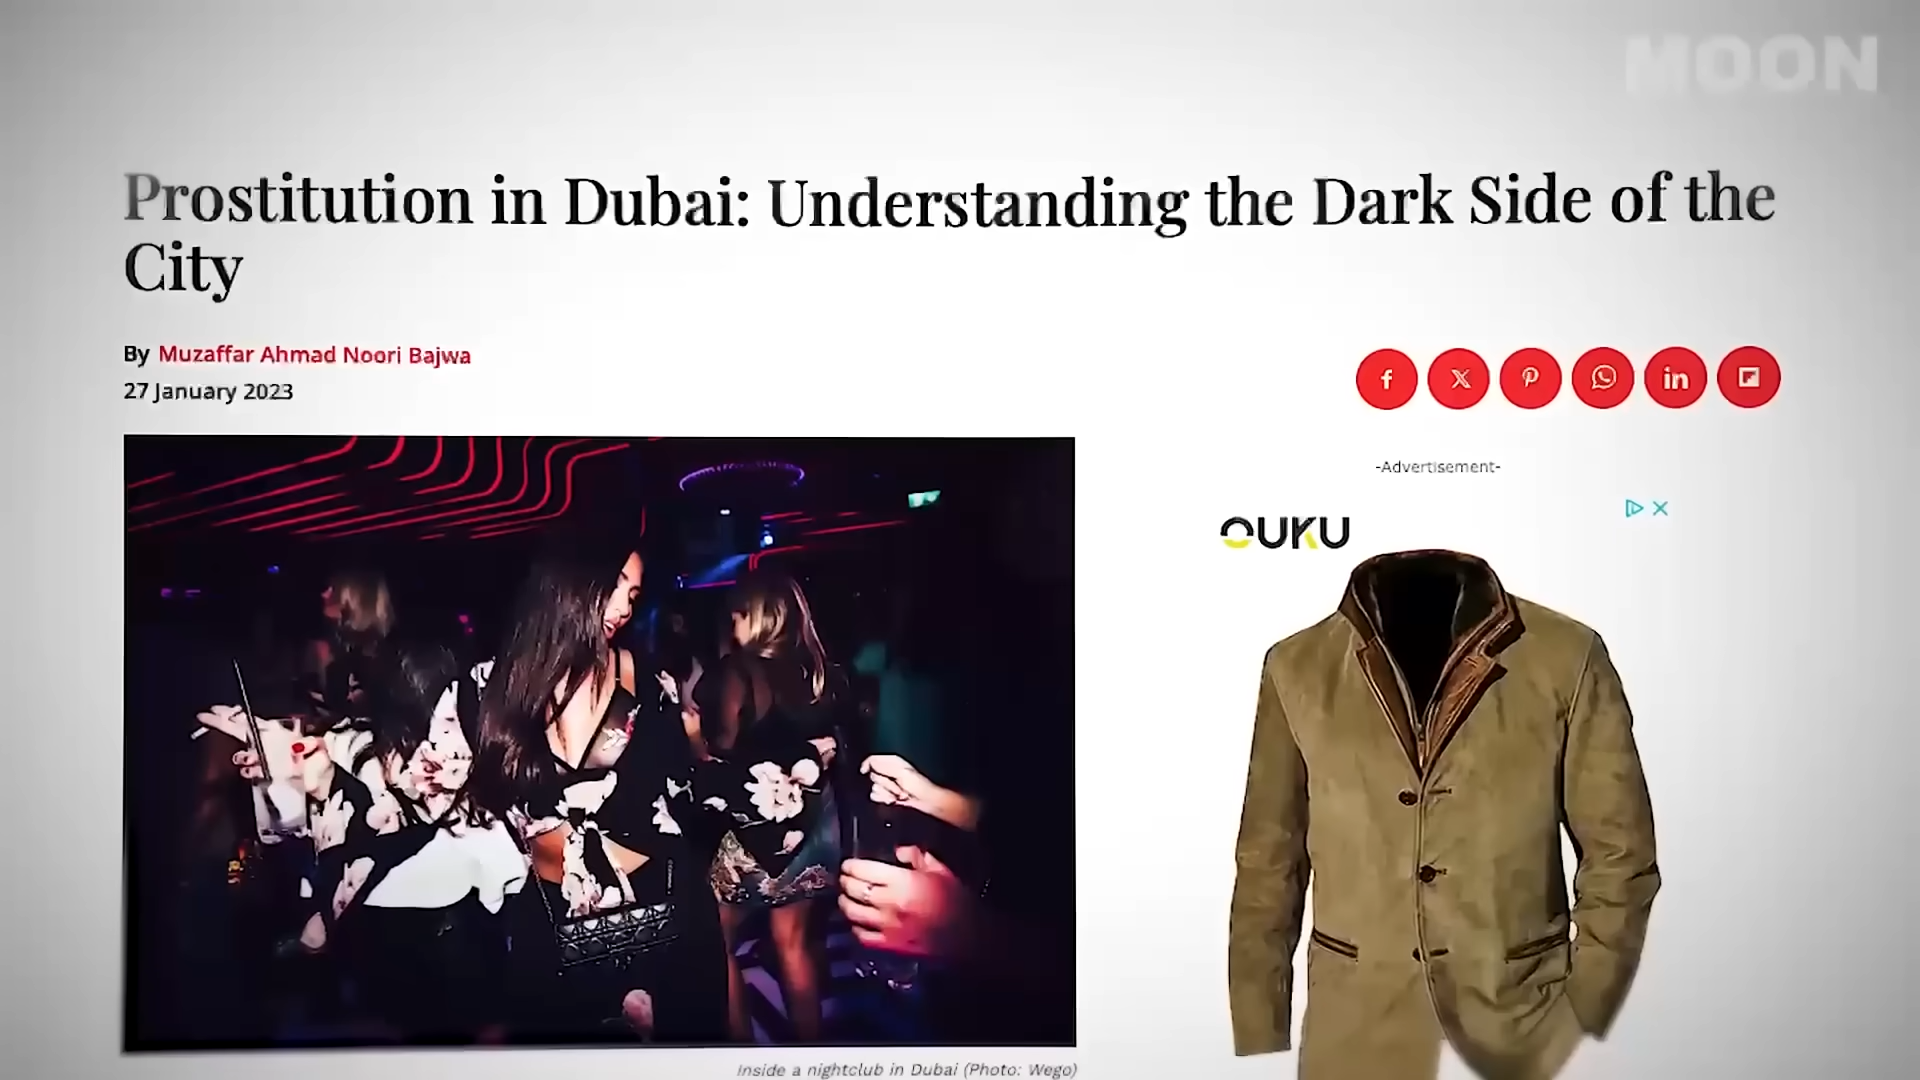 MOON
Prostitution in Dubai: Understanding the Dark Side of the
City
By Muzaffar Ahmad Noori Bajwa
27 January 2023
-Advertisement-
OUKU
Inside a nightclub in Dubai (Photo: Wego)